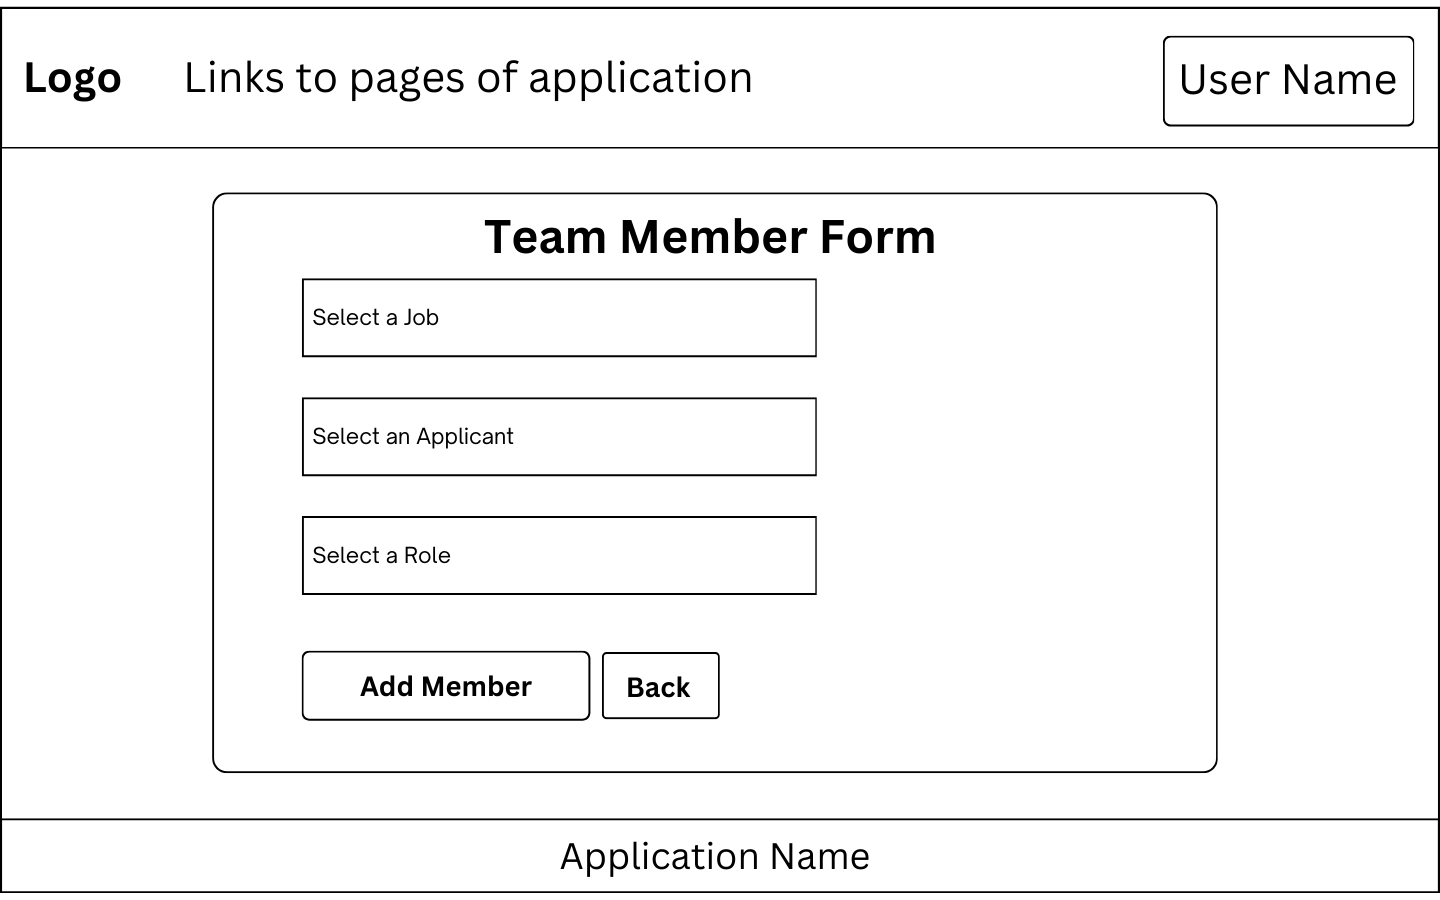 Logo
Links to pages of application
User Name
Team Member Form
Select a Job
Select an Applicant
Select a Role
Add Member
Back
Application Name